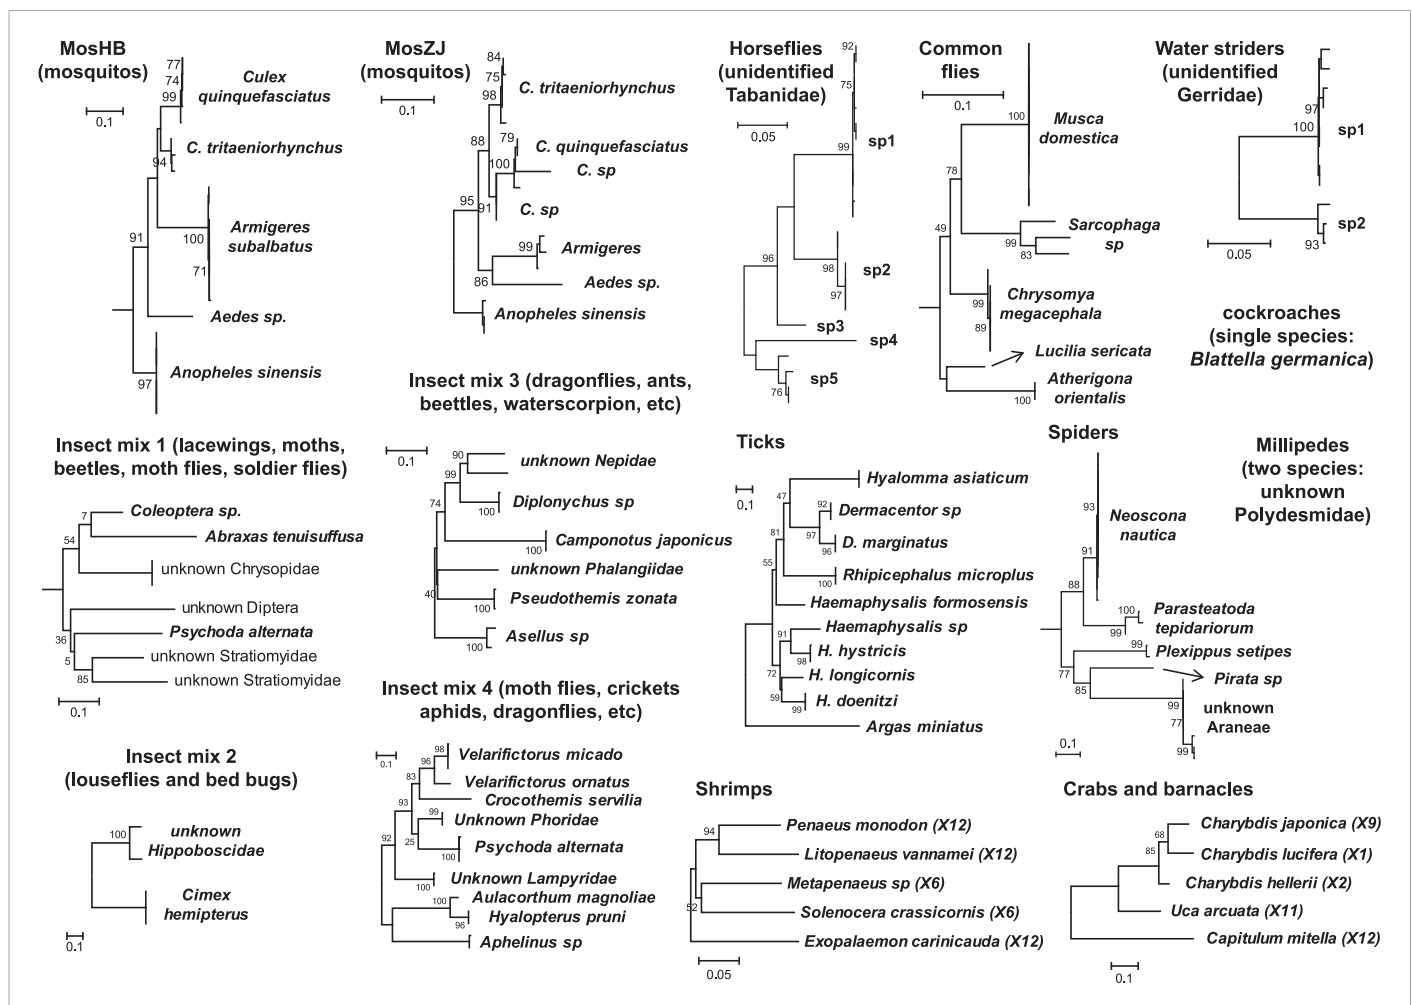 MosHB
(mosquitos)
0.1
77
74
99
Culex
quinquefasciatus
94
C. tritaeniorhynchus
100
71
Armigeres
subalbatus
91
Aedes sp.
97
Anopheles sinensis
MosZJ
(mosquitos)
0.1
84
75
98
C. tritaeniorhynchus
88
79
C. quinquefasciatus
100
C. sp
95
91
C. sp
99
Armigeres
86
Aedes sp.
Anopheles sinensis
Horseflies
(unidentified
Tabanidae)
0.05
92
75
99
sp1
96
98
97
sp2
sp3
sp4
76
sp5
Common
flies
0.1
100
Musca
domestica
78
99
83
Sarcophaga
sp
49
99
89
Chrysomya
megacephala
Lucilia sericata
100
Atherigona
orientalis
Water striders
(unidentified
Gerridae)
97
100
sp1
93
sp2
0.05
cockroaches
(single species:
Blattella germanica)
Insect mix 1 (lacewings, moths,
beetles, moth flies, soldier flies)
7
Coleoptera sp.
54
Abraxas tenuisuffusa
unknown Chrysopidae
unknown Diptera
36
Psychoda alternata
5
unknown Stratiomyidae
85
unknown Stratiomyidae
0.1
Insect mix 3 (dragonflies, ants,
beettles, waterscorpion, etc)
0.1
90
unknown Nepidae
99
100
Diplonychus sp
74
100
Camponotus japonicus
unknown Phalangiidae
40
100
Pseudothemis zonata
100
Asellus sp
Ticks
0.1
47
Hyalomma asiaticum
92
Dermacentor sp
81
97
96
D. marginatus
55
100
Rhipicephalus microplus
Haemaphysalis formosensis
Haemaphysalis sp
91
98
H. hystricis
72
H. longicornis
59
99
H. doenitzi
Argas miniatus
Spiders
93
Neoscona
nautica
91
88
100
99
Parasteatoda
tepidariorum
99
Plexippus setipes
77
85
Pirata sp
99
77
99
unknown
Araneae
0.1
Millipedes
(two species:
unknown
Polydesmidae)
Insect mix 2
(louseflies and bed bugs)
100
unknown
Hippoboscidae
Cimex
hemipterus
0.1
Insect mix 4 (moth flies, crickets
aphids, dragonflies, etc)
0.1
98
Velarifictorus micado
96
83
Velarifictorus ornatus
Crocothemis servilia
93
99
Unknown Phoridae
25
100
Psychoda alternata
92
100
Unknown Lampyridae
Aulacorthum magnoliae
100
96
Hyalopterus pruni
Aphelinus sp
Shrimps
94
Penaeus monodon (X12)
Litopenaeus vannamei (X12)
Metapenaeus sp (X6)
52
Solenocera crassicornis (X6)
Exopalaemon carinicauda (X12)
0.05
Crabs and barnacles
68
Charybdis japonica (X9)
85
Charybdis lucifera (X1)
Charybdis hellerii (X2)
Uca arcuata (X11)
Capitulum mitella (X12)
0.1